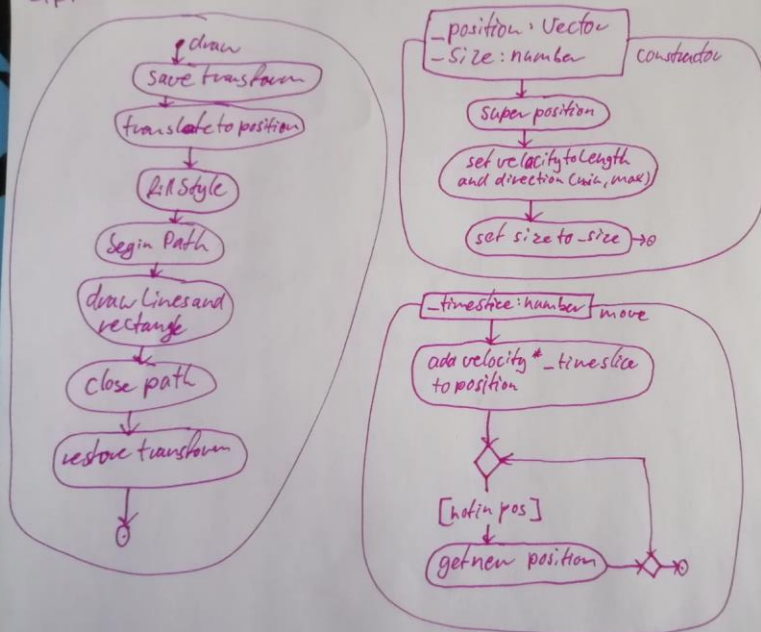 draw
save transform
translate to position
fill Style
begin Path
draw lines and
rectangle
close path
restore transform
_position: Vector
_size: number
constructor
super position
set velocity to length
and direction (min, max)
set size to _size
_timeslice: number
move
add velocity * _timeslice
to position
[not in pos]
get new position